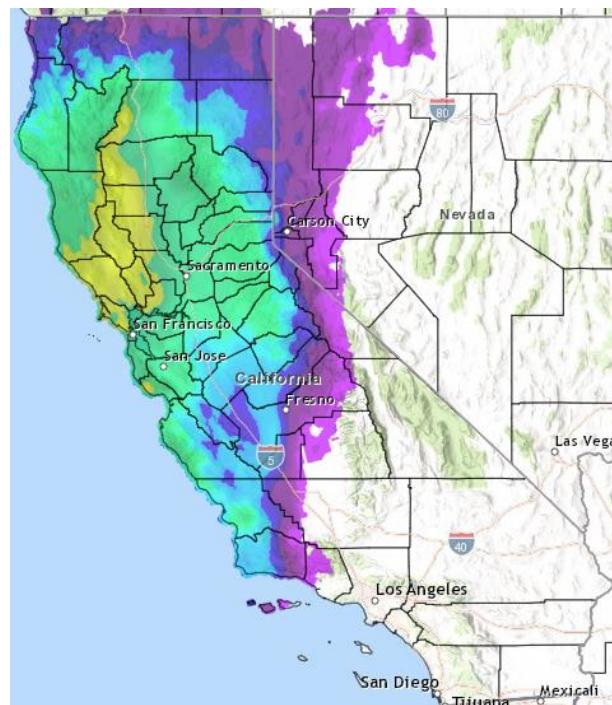 80
Carson City
Nevada
Sacramento
San Francisco
San Jose
California
Fresno
5
Las Vega
40
Los Angeles
San Diego
Tijuana
Mexicali